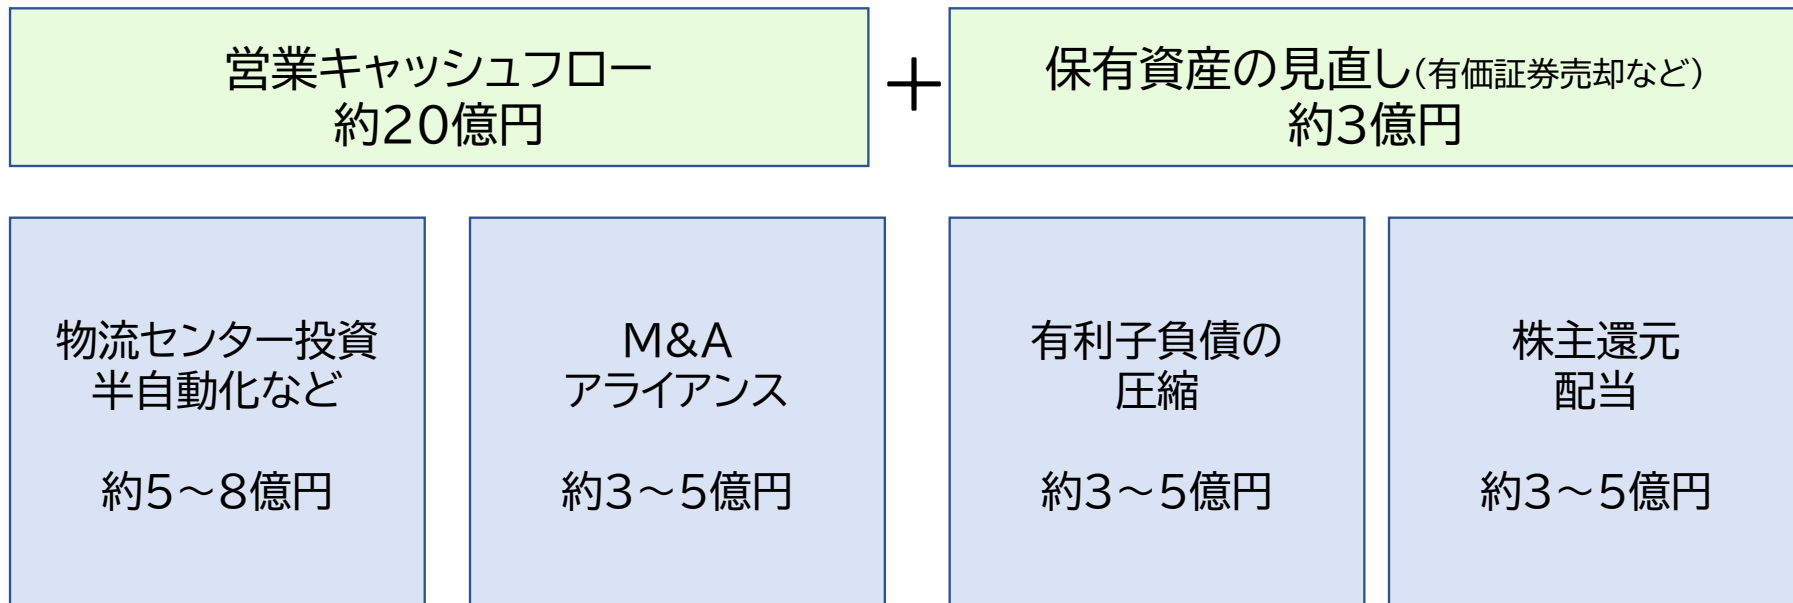 営業キャッシュフロー
約20億円
＋
保有資産の見直し(有価証券売却など)
約3億円
物流センター投資
半自動化など
約5～8億円
M&A
アライアンス
約3～5億円
有利子負債の
圧縮
約3～5億円
株主還元
配当
約3～5億円